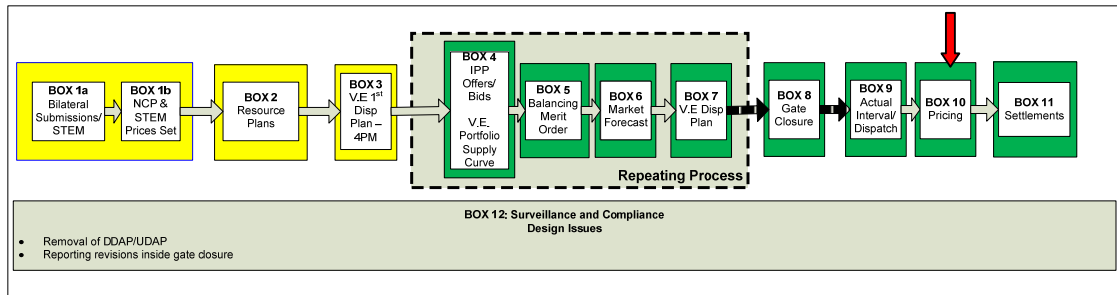 BOX 1a
Bilateral
Submissions/
STEM
BOX 1b
NCP &
STEM
Prices Set
BOX 2
Resource
Plans
BOX 3
V.E 1st
Disp
Plan –
4PM
BOX 4
IPP
Offers/
Bids
V.E.
Portfolio
Supply
Curve
BOX 5
Balancing
Merit
Order
BOX 6
Market
Forecast
BOX 7
V.E Disp
Plan
Repeating Process
BOX 8
Gate
Closure
BOX 9
Actual
Interval/
Dispatch
BOX 10
Pricing
BOX 11
Settlements
BOX 12: Surveillance and Compliance
Design Issues
• Removal of DDAP/UDAP
• Reporting revisions inside gate closure